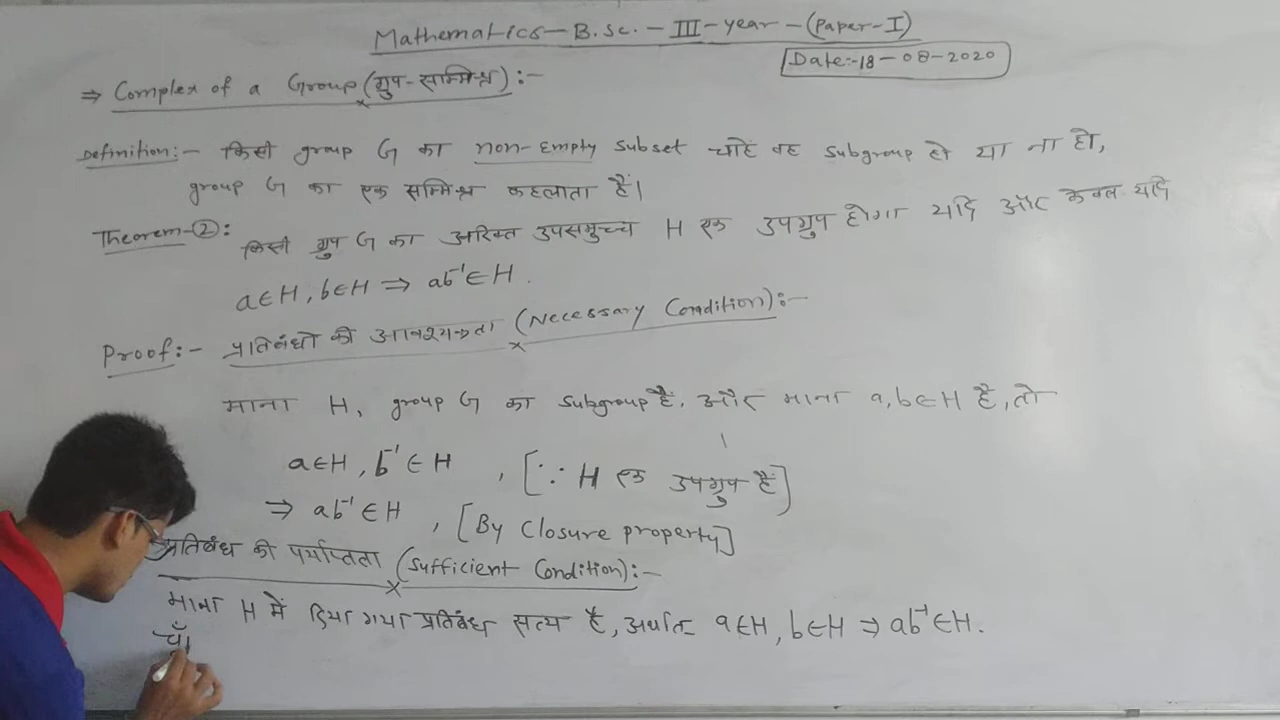 Mathematics-B.Sc.-III-year-(Paper-I)
Date:-18-08-2020
⇒ Complex of a Group(ग्रुप-सम्मिश्र):-
Definition:- किसी group G का non-Empty subset चाहे वह subgroup हो या ना हो,
group G का एक सम्मिश्र कहलाता है।
Theorem-②: किसी ग्रुप G का अरिक्त उपसमुच्चय H एक उपग्रुप होगा यदि और केवल यदि
a∈H, b∈H ⇒ ab⁻¹∈H.
Proof:- प्रतिबंधो की आवश्यकता (Necessary Condition):-
माना H, group G का subgroup है, और माना a,b∈H है, तो
a∈H, b⁻¹∈H , [∵ H एक उपग्रुप है]
⇒ ab⁻¹∈H , [By Closure property]
प्रतिबंध की पर्याप्तता (Sufficient Condition):-
माना H में दिया गया प्रतिबंध सत्य है, अर्थात a∈H, b∈H ⇒ ab⁻¹∈H.